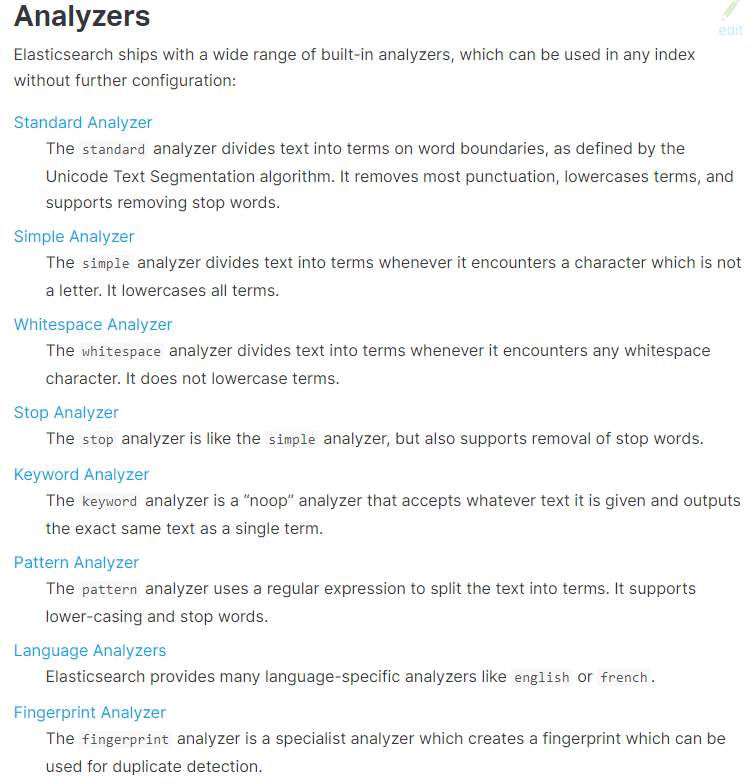 Analyzers
edit
Elasticsearch ships with a wide range of built-in analyzers, which can be used in any index
without further configuration:
Standard Analyzer
The standard analyzer divides text into terms on word boundaries, as defined by the
Unicode Text Segmentation algorithm. It removes most punctuation, lowercases terms, and
supports removing stop words.
Simple Analyzer
The simple analyzer divides text into terms whenever it encounters a character which is not
a letter. It lowercases all terms.
Whitespace Analyzer
The whitespace analyzer divides text into terms whenever it encounters any whitespace
character. It does not lowercase terms.
Stop Analyzer
The stop analyzer is like the simple analyzer, but also supports removal of stop words.
Keyword Analyzer
The keyword analyzer is a “noop” analyzer that accepts whatever text it is given and outputs
the exact same text as a single term.
Pattern Analyzer
The pattern analyzer uses a regular expression to split the text into terms. It supports
lower-casing and stop words.
Language Analyzers
Elasticsearch provides many language-specific analyzers like english or french.
Fingerprint Analyzer
The fingerprint analyzer is a specialist analyzer which creates a fingerprint which can be
used for duplicate detection.